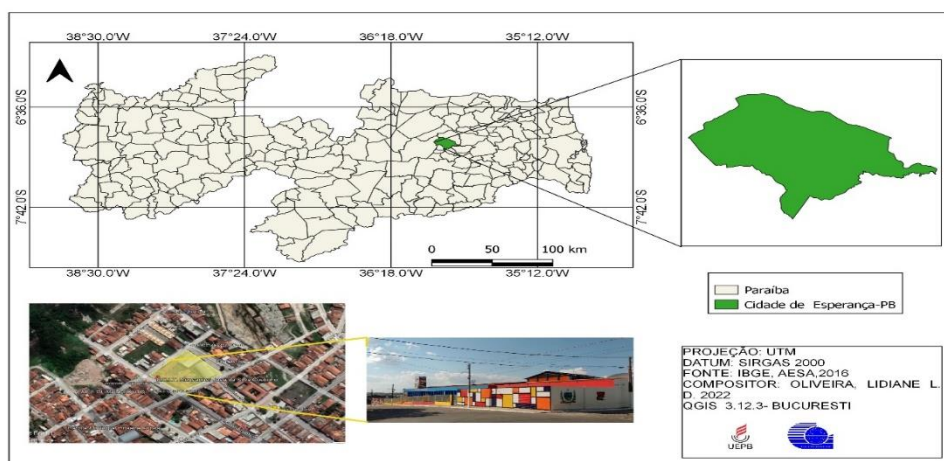 38°30.0'W 37°24.0'W 36°18.0'W 35°12.0'W
6°36.0'S 6°36.0'S
7°42.0'S 7°42.0'S
0 50 100 km
38°30.0'W 37°24.0'W 36°18.0'W 35°12.0'W
Paraíba
Cidade de Esperança-PB
PROJEÇÃO: UTM
DATUM: SIRGAS 2000
FONTE: IBGE, AESA,2016
COMPOSITOR: OLIVEIRA, LIDIANE L.
D. 2022
QGIS 3.12.3- BUCURESTI
UEPB